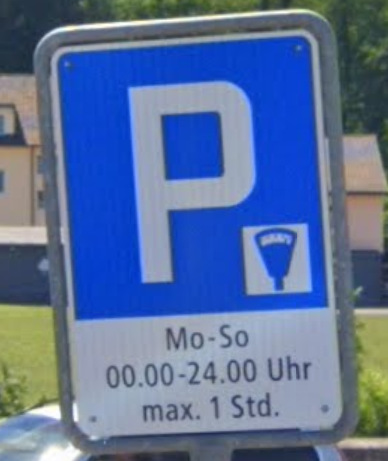 P
Mo-So
00.00-24.00 Uhr
max. 1 Std.